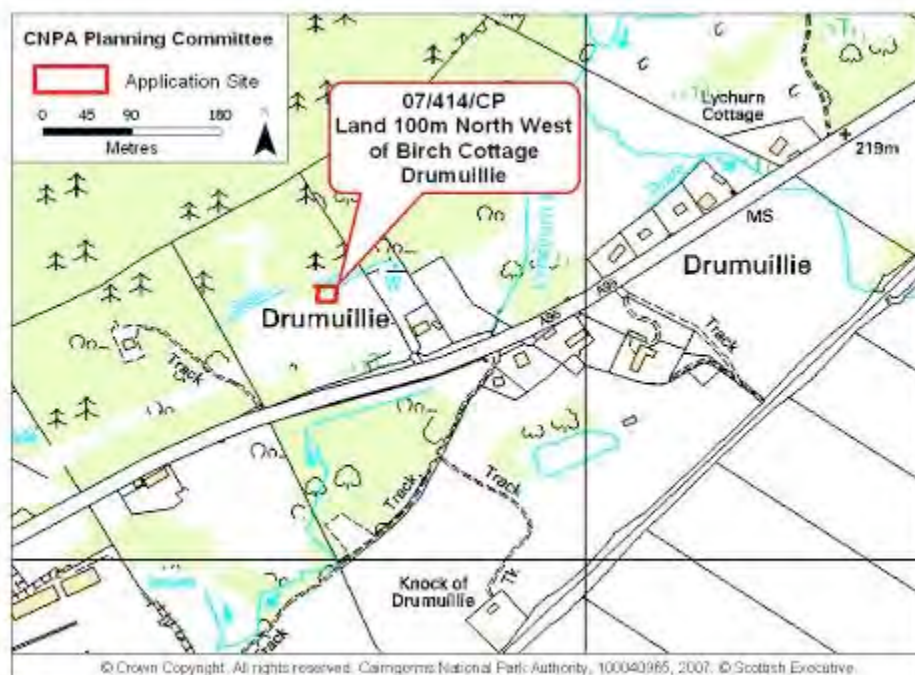 CNPA Planning Committee
Application Site
0 45 90 180
Metres
07/414/CP
Land 100m North West
of Birch Cottage
Drumuillie
Lychurn
Cottage
219m
MS
Drumuillie
W
Drumuillie
Track
Track
Track
Track
Knock of
Drumuillie
Tk
Track
© Crown Copyright. All rights reserved. Cairngorms National Park Authority, 100040965, 2007. © Scottish Executive